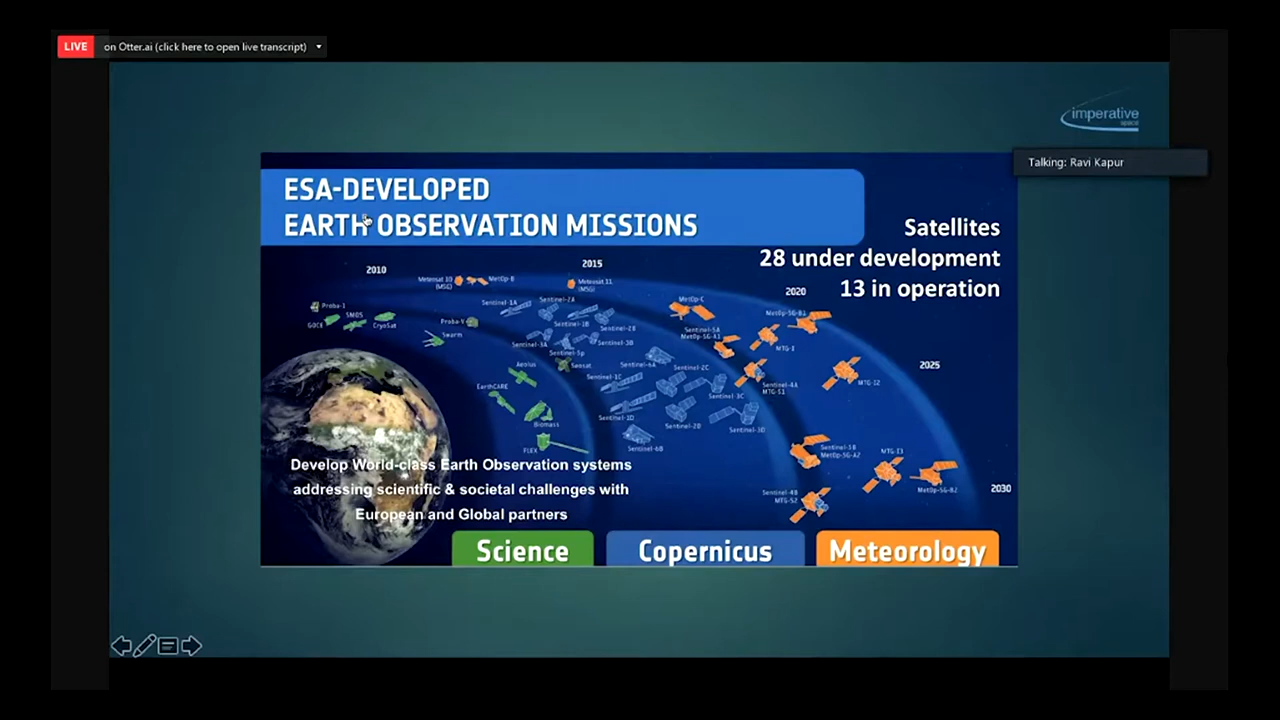 LIVE on Otter.ai (click here to open live transcript)
imperative
space
Talking: Ravi Kapur
ESA-DEVELOPED
EARTH OBSERVATION MISSIONS
Satellites
28 under development
13 in operation
2010
2015
2020
2025
2030
Meteosat 10
(MSG)
MetOp-B
Meteosat 11
(MSG)
Proba-1
GOCE
SMOS
CryoSat
Proba-V
Swarm
Sentinel-1A
Sentinel-2A
Sentinel-1B
Sentinel-2B
Sentinel-3A
Sentinel-3B
Sentinel-5p
MetOp-C
Sentinel-5A
MetOp-SG-A1
MetOp-SG-B1
MTG-I
MTG-I2
Aeolus
EarthCARE
Biomass
FLEX
Sentinel-6A
Sentinel-2C
Sentinel-1C
Sentinel-3C
Sentinel-1D
Sentinel-2D
Sentinel-3D
Sentinel-6B
Sentinel-4A
MTG-S1
MetOp-SG-A2
MTG-I3
MetOp-SG-B2
Sentinel-4B
MTG-S2
Develop World-class Earth Observation systems
addressing scientific & societal challenges with
European and Global partners
Science
Copernicus
Meteorology